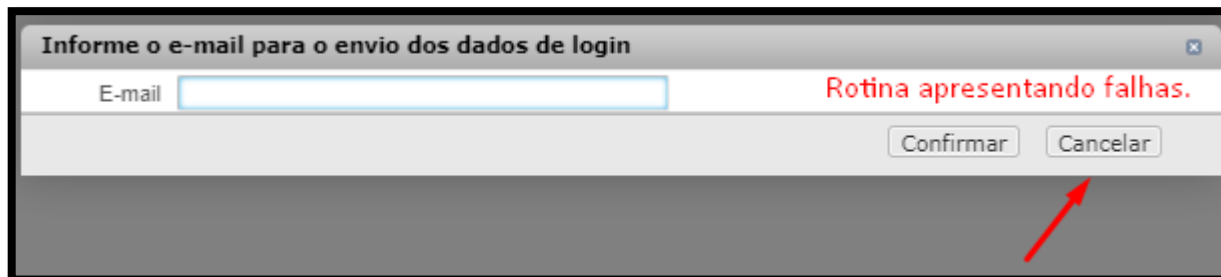 Informe o e-mail para o envio dos dados de login
E-mail
Rotina apresentando falhas.
Confirmar Cancelar